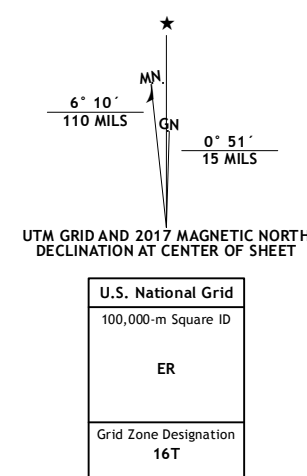 MN.
6° 10´
110 MILS
GN
0° 51´
15 MILS
UTM GRID AND 2017 MAGNETIC NORTH
DECLINATION AT CENTER OF SHEET
U.S. National Grid
100,000-m Square ID
ER
Grid Zone Designation
16T